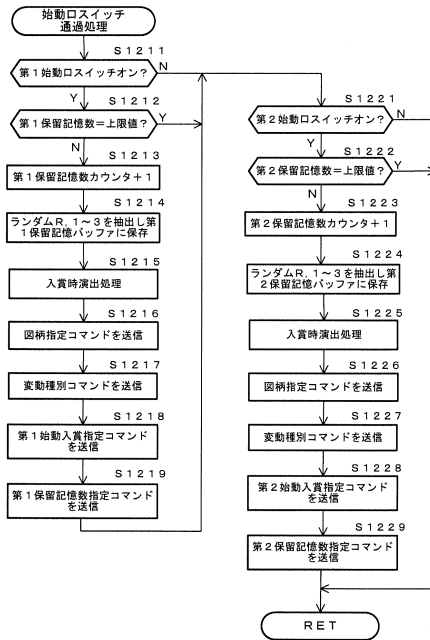 始動口スイッチ
通過処理
S1211
第1始動口スイッチオン?
N
Y
S1212
第1保留記憶数=上限値?
Y
N
S1213
第1保留記憶数カウンタ+1
S1214
ランダムR,1~3を抽出し第
1保留記憶バッファに保存
S1215
入賞時演出処理
S1216
図柄指定コマンドを送信
S1217
変動種別コマンドを送信
S1218
第1始動入賞指定コマンド
を送信
S1219
第1保留記憶数指定コマンド
を送信
S1221
第2始動口スイッチオン?
N
Y
S1222
第2保留記憶数=上限値?
Y
N
S1223
第2保留記憶数カウンタ+1
S1224
ランダムR,1~3を抽出し第
2保留記憶バッファに保存
S1225
入賞時演出処理
S1226
図柄指定コマンドを送信
S1227
変動種別コマンドを送信
S1228
第2始動入賞指定コマンド
を送信
S1229
第2保留記憶数指定コマンド
を送信
RET